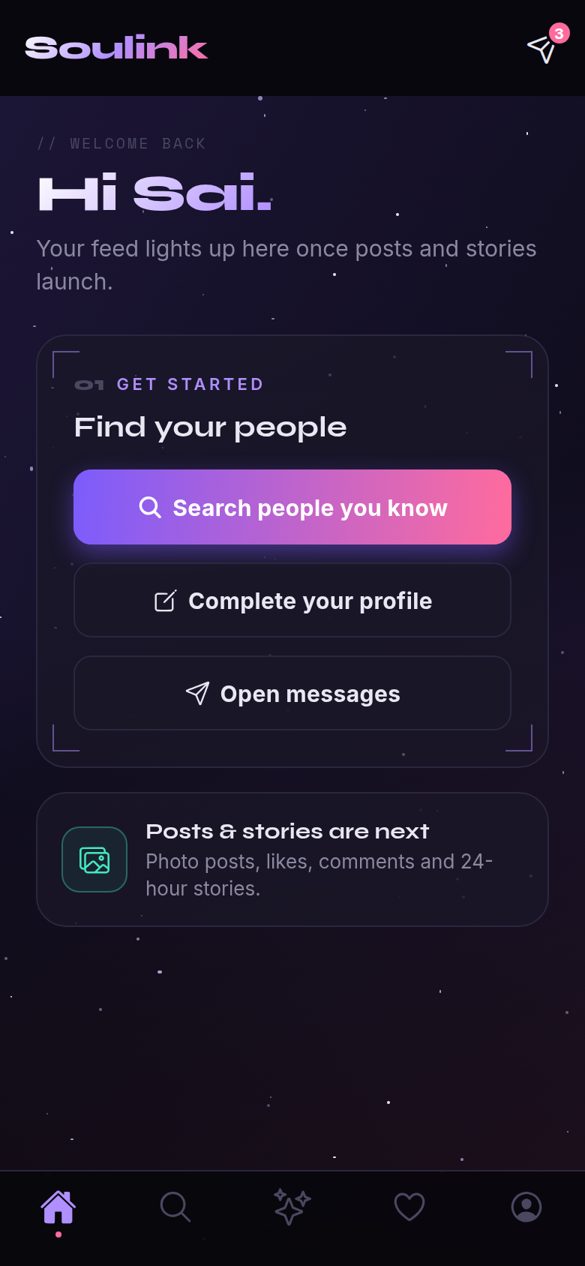 Soulink
3
// WELCOME BACK
Hi Sai.
Your feed lights up here once posts and stories
launch.
01 GET STARTED
Find your people
Search people you know
Complete your profile
Open messages
Posts & stories are next
Photo posts, likes, comments and 24-
hour stories.